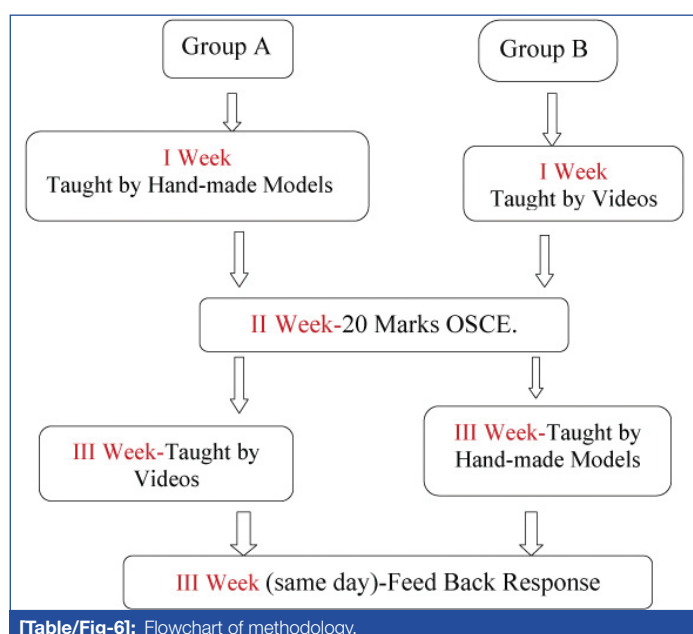 Group A
Group B
I Week
Taught by Hand-made Models
I Week
Taught by Videos
II Week-20 Marks OSCE.
III Week-Taught by
Videos
III Week-Taught by
Hand-made Models
III Week (same day)-Feed Back Response
[Table/Fig-6]: Flowchart of methodology.